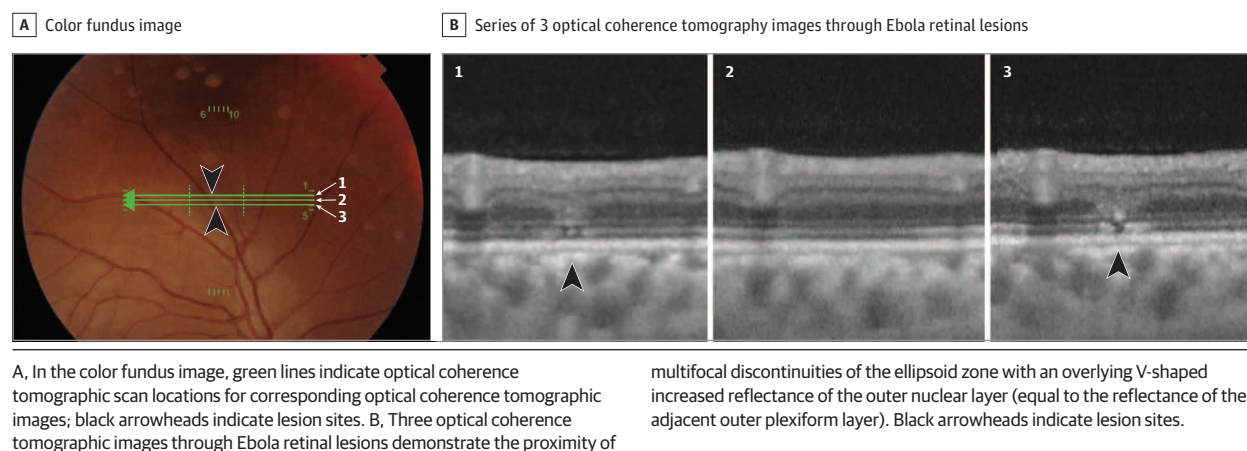 A Color fundus image
B Series of 3 optical coherence tomography images through Ebola retinal lesions
6 10
1
5
1
2
3
1
2
3
A, In the color fundus image, green lines indicate optical coherence
tomographic scan locations for corresponding optical coherence tomographic
images; black arrowheads indicate lesion sites. B, Three optical coherence
tomographic images through Ebola retinal lesions demonstrate the proximity of
multifocal discontinuities of the ellipsoid zone with an overlying V-shaped
increased reflectance of the outer nuclear layer (equal to the reflectance of the
adjacent outer plexiform layer). Black arrowheads indicate lesion sites.